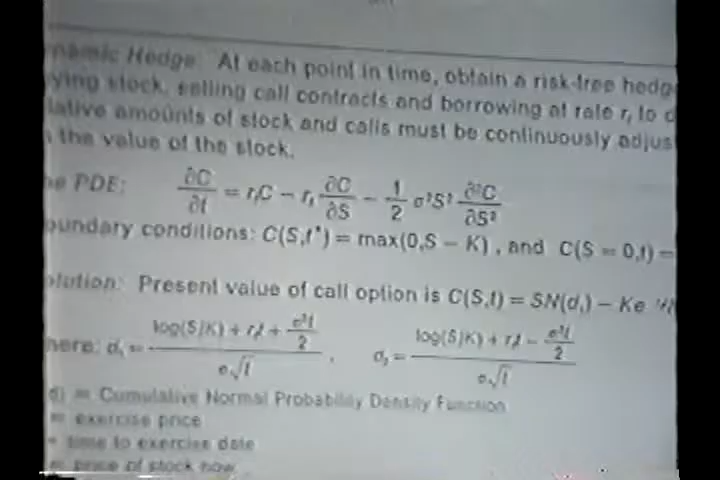 namic Hedge: At each point in time, obtain a risk-free hedg
ying stock, selling call contracts and borrowing at rate r_f to c
lative amounts of stock and calls must be continuously adjus
the value of the stock.
e PDE: ∂C/∂t = r_f C − r_f ∂C/∂S − 1/2 σ²S² ∂²C/∂S²
oundary conditions: C(S,t*) = max(0,S − K), and C(S = 0,t) =
olution: Present value of call option is C(S,t) = SN(d₁) − Ke
here: d₁ = (log(S/K) + r_f t + σ²t/2) / (σ√t), d₂ = (log(S/K) + r_f t − σ²t/2) / (σ√t)
d) = Cumulative Normal Probability Density Function
= exercise price
= time to exercise date
= price of stock now